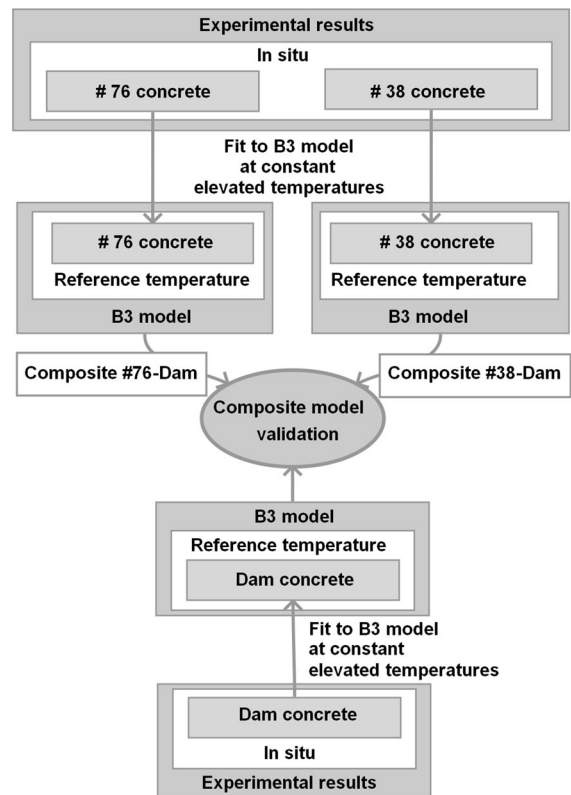 Experimental results
In situ
# 76 concrete
# 38 concrete
Fit to B3 model
at constant
elevated temperatures
# 76 concrete
Reference temperature
B3 model
# 38 concrete
Reference temperature
B3 model
Composite #76-Dam
Composite #38-Dam
Composite model
validation
B3 model
Reference temperature
Dam concrete
Fit to B3 model
at constant
elevated temperatures
Dam concrete
In situ
Experimental results